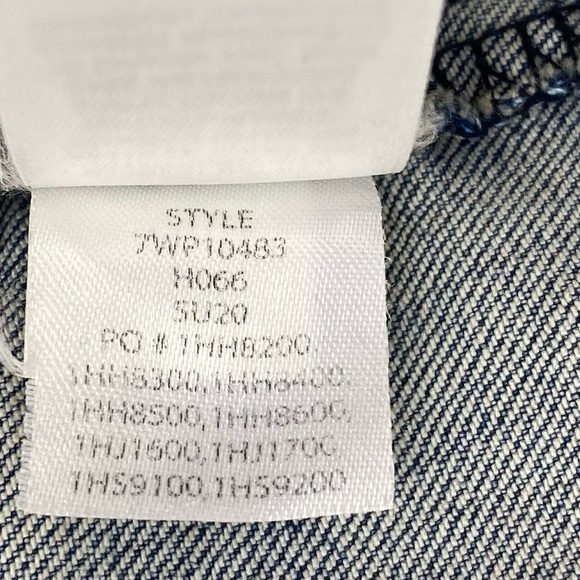 STYLE
7WP10483
H066
SU20
PO # 1HH8200,
1HH8300,1HH8400,
1HH8500,1HH8600,
1HJ1600,1HJ1700
1HS9100,1HS9200